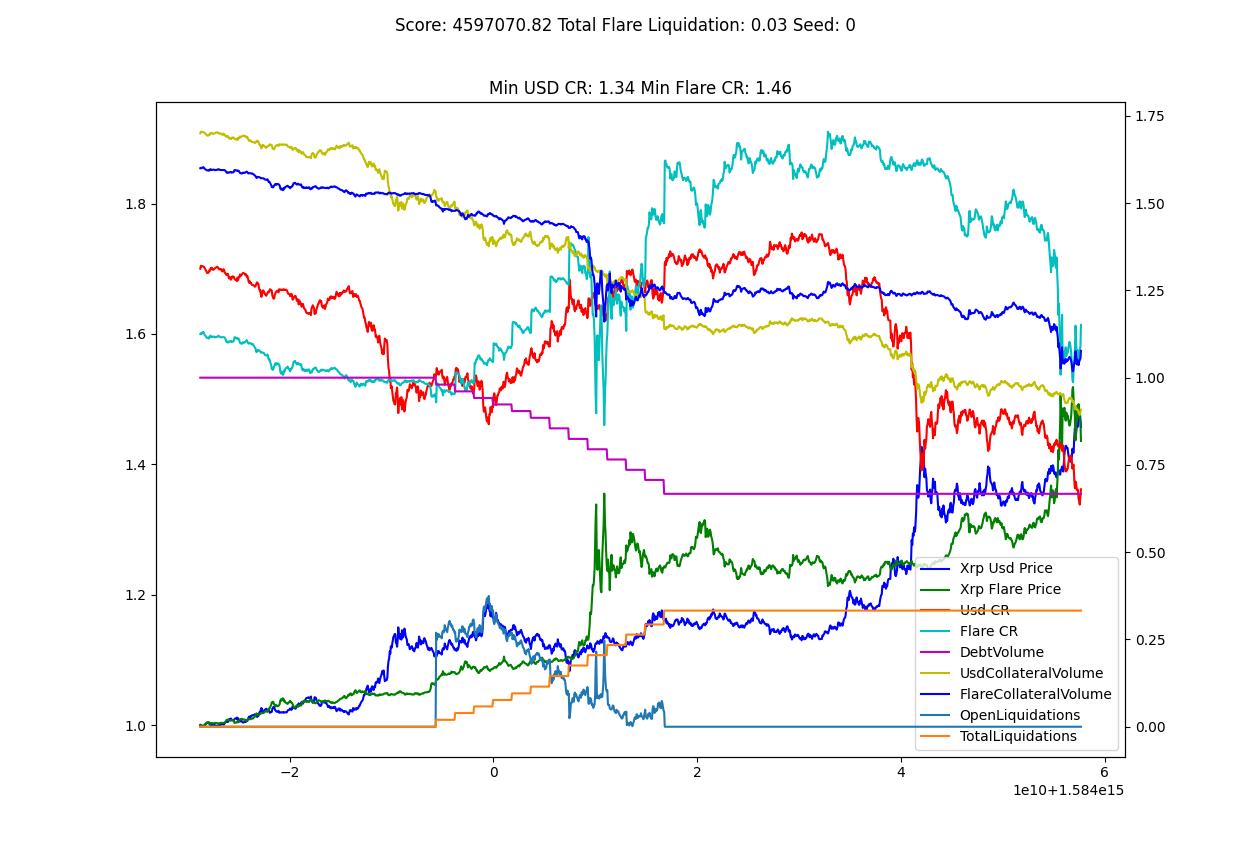 Score: 4597070.82 Total Flare Liquidation: 0.03 Seed: 0
Min USD CR: 1.34 Min Flare CR: 1.46
1.75
1.8
1.50
1.25
1.6
1.00
1.4
0.75
0.50
1.2
0.25
1.0
0.00
Xrp Usd Price
Xrp Flare Price
Usd CR
Flare CR
DebtVolume
UsdCollateralVolume
FlareCollateralVolume
OpenLiquidations
TotalLiquidations
−2
0
2
4
6
1e10+1.584e15